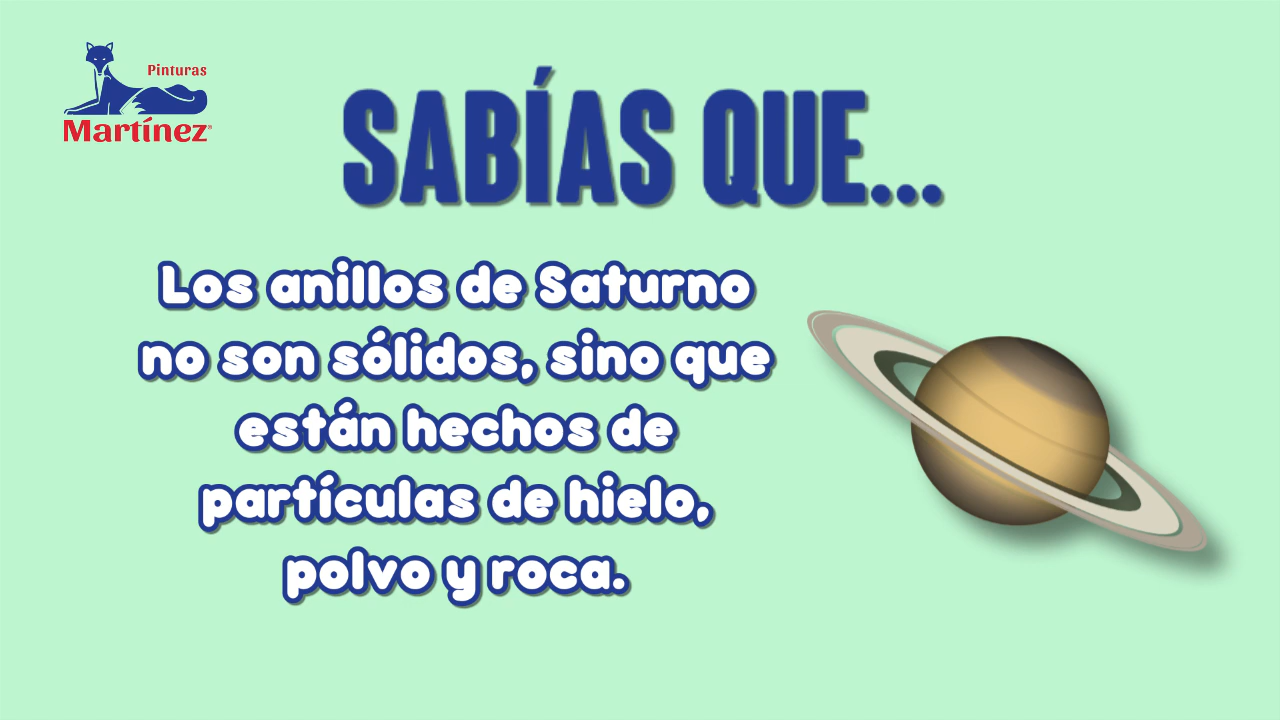 Pinturas
Martínez
SABÍAS QUE...
Los anillos de Saturno
no son sólidos, sino que
están hechos de
partículas de hielo,
polvo y roca.